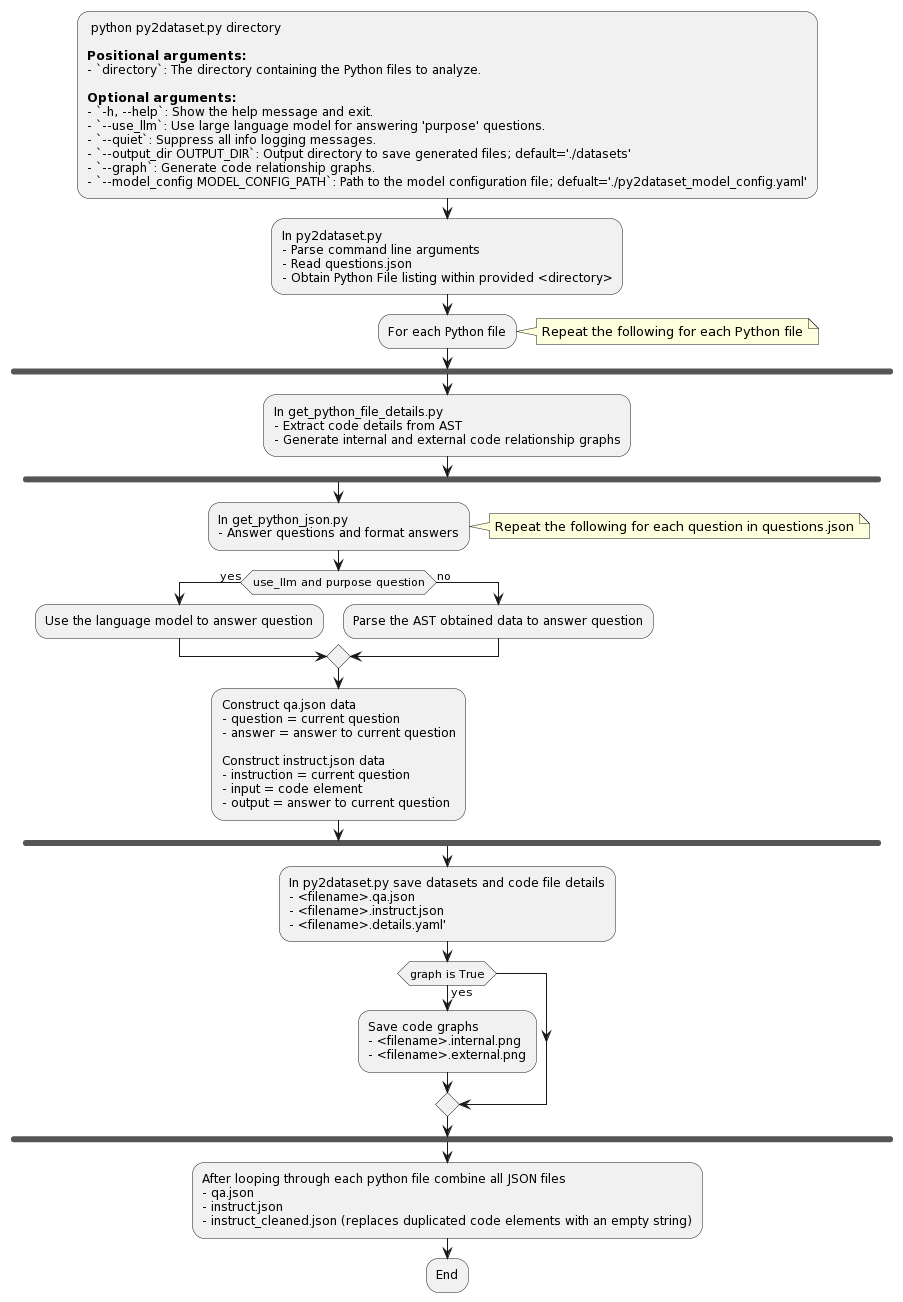 python py2dataset.py directory
Positional arguments:
- `directory`: The directory containing the Python files to analyze.
Optional arguments:
- `-h, --help`: Show the help message and exit.
- `--use_llm`: Use large language model for answering 'purpose' questions.
- `--quiet`: Suppress all info logging messages.
- `--output_dir OUTPUT_DIR`: Output directory to save generated files; default='./datasets'
- `--graph`: Generate code relationship graphs.
- `--model_config MODEL_CONFIG_PATH`: Path to the model configuration file; defualt='./py2dataset_model_config.yaml'
In py2dataset.py
- Parse command line arguments
- Read questions.json
- Obtain Python File listing within provided <directory>
For each Python file
Repeat the following for each Python file
In get_python_file_details.py
- Extract code details from AST
- Generate internal and external code relationship graphs
In get_python_json.py
- Answer questions and format answers
Repeat the following for each question in questions.json
yes
use_llm and purpose question
no
Use the language model to answer question
Parse the AST obtained data to answer question
Construct qa.json data
- question = current question
- answer = answer to current question
Construct instruct.json data
- instruction = current question
- input = code element
- output = answer to current question
In py2dataset.py save datasets and code file details
- <filename>.qa.json
- <filename>.instruct.json
- <filename>.details.yaml'
graph is True
yes
Save code graphs
- <filename>.internal.png
- <filename>.external.png
After looping through each python file combine all JSON files
- qa.json
- instruct.json
- instruct_cleaned.json (replaces duplicated code elements with an empty string)
End